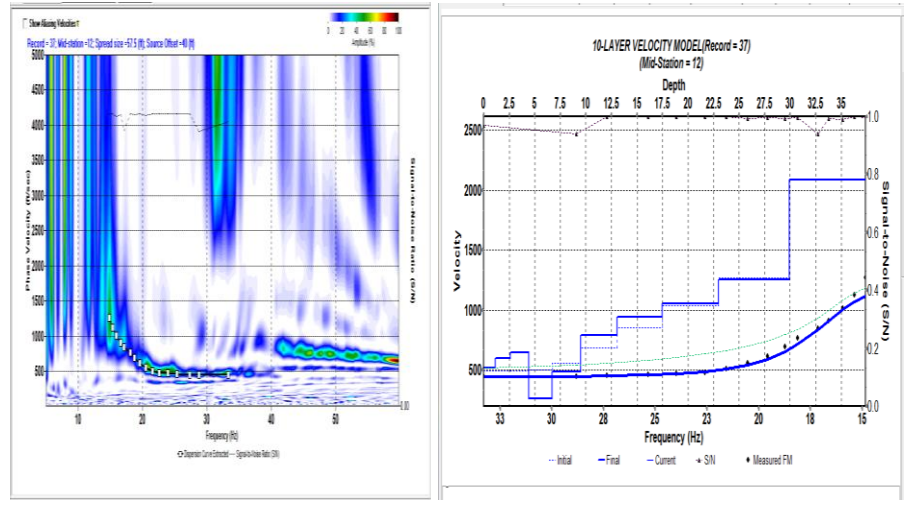 Show Aliasing Velocities
0 20 40 60 80 100
Amplitude (%)
Record = 37; Mid-station =12; Spread size =57.5 (ft); Source Offset =40 (ft)
5000
4500
4000
3500
3000
2500
2000
1500
1000
500
Phase Velocity (ft/sec)
Signal-to-Noise Ratio (S/N)
0.00
10 20 30 40 50
Frequency (Hz)
Dispersion Curve Extracted Signal-to-Noise Ratio (S/N)
10-LAYER VELOCITY MODEL(Record = 37)
(Mid-Station = 12)
Depth
0 2.5 5 7.5 10 12.5 15 17.5 20 22.5 25 27.5 30 32.5 35
2500
2000
1500
1000
500
Velocity
1.0
0.8
0.6
0.4
0.2
0.0
Signal-to-Noise (S/N)
33 30 28 25 23 20 18 15
Frequency (Hz)
Initial Final Current S/N Measured FM